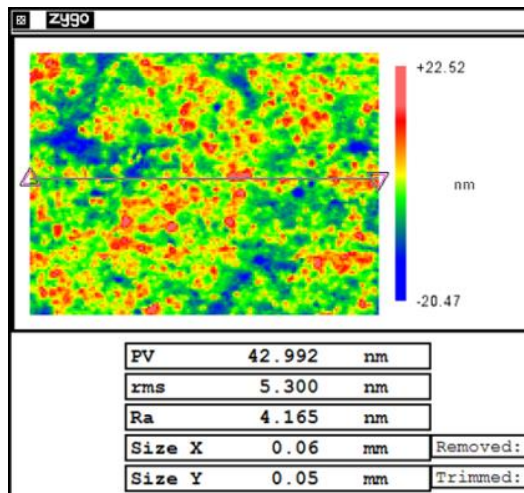 zygo
+22.52
nm
-20.47
PV 42.992 nm
rms 5.300 nm
Ra 4.165 nm
Size X 0.06 mm Removed:
Size Y 0.05 mm Trimmed: